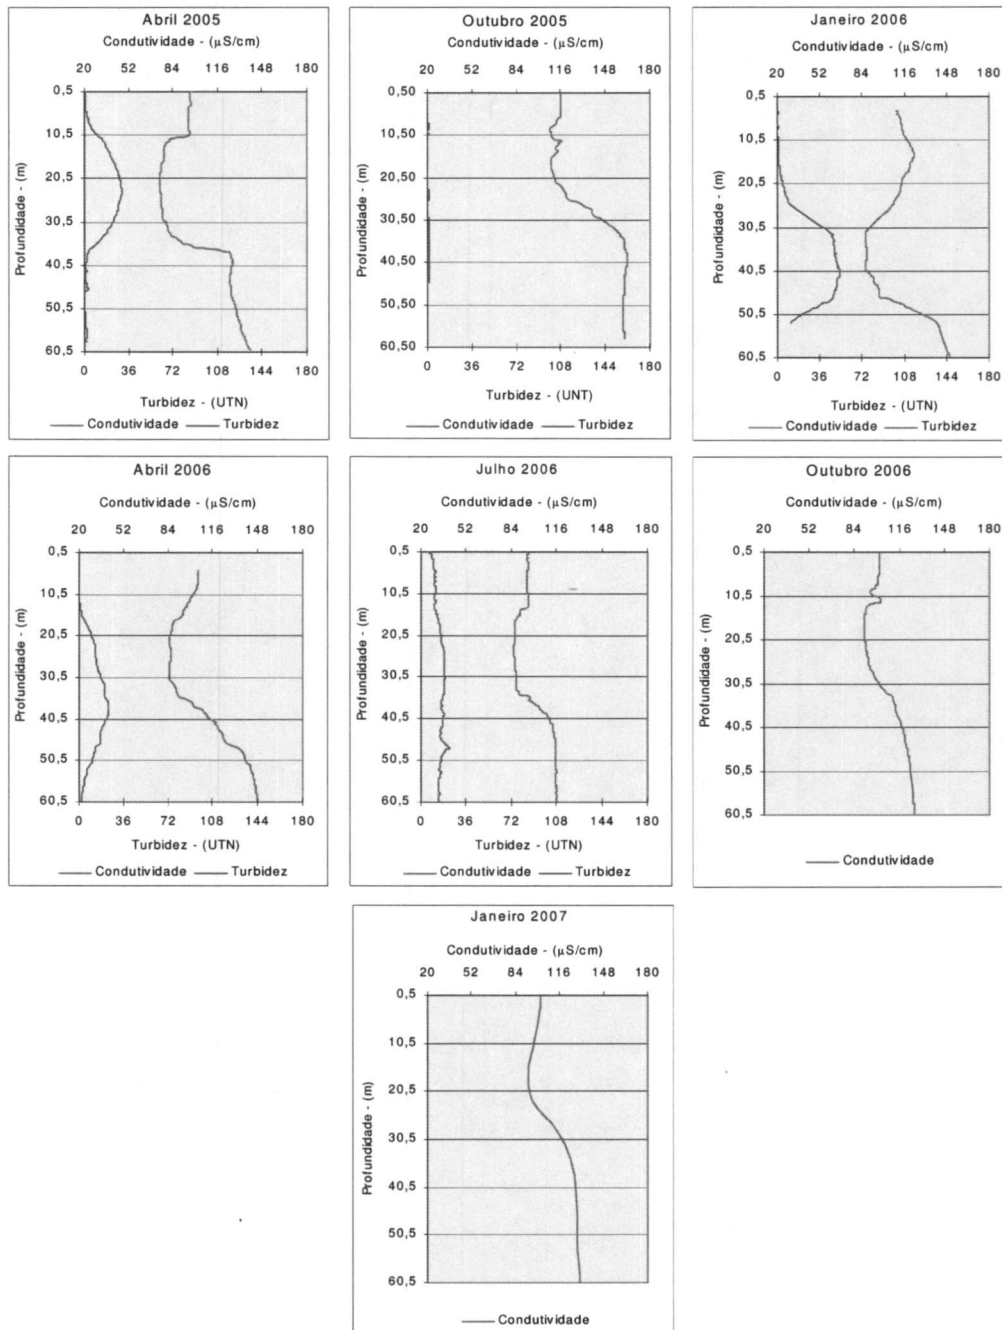 Abril 2005
Condutividade - (µS/cm)
20 52 84 116 148 180
0,5
10,5
20,5
30,5
40,5
50,5
60,5
Profundidade - (m)
0 36 72 108 144 180
Turbidez - (UTN)
Condutividade Turbidez
Outubro 2005
Condutividade - (µS/cm)
20 52 84 116 148 180
0,50
10,50
20,50
30,50
40,50
50,50
60,50
Profundidade - (m)
0 36 72 108 144 180
Turbidez - (UNT)
Condutividade Turbidez
Janeiro 2006
Condutividade - (µS/cm)
20 52 84 116 148 180
0,5
10,5
20,5
30,5
40,5
50,5
60,5
Profundidade - (m)
0 36 72 108 144 180
Turbidez - (UTN)
Condutividade Turbidez
Abril 2006
Condutividade - (µS/cm)
20 52 84 116 148 180
0,5
10,5
20,5
30,5
40,5
50,5
60,5
Profundidade - (m)
0 36 72 108 144 180
Turbidez - (UTN)
Condutividade Turbidez
Julho 2006
Condutividade - (µS/cm)
20 52 84 116 148 180
0,5
10,5
20,5
30,5
40,5
50,5
60,5
Profundidade - (m)
0 36 72 108 144 180
Turbidez - (UTN)
Condutividade Turbidez
Outubro 2006
Condutividade - (µS/cm)
20 52 84 116 148 180
0,5
10,5
20,5
30,5
40,5
50,5
60,5
Profundidade - (m)
Condutividade
Janeiro 2007
Condutividade - (µS/cm)
20 52 84 116 148 180
0,5
10,5
20,5
30,5
40,5
50,5
60,5
Profundidade - (m)
Condutividade